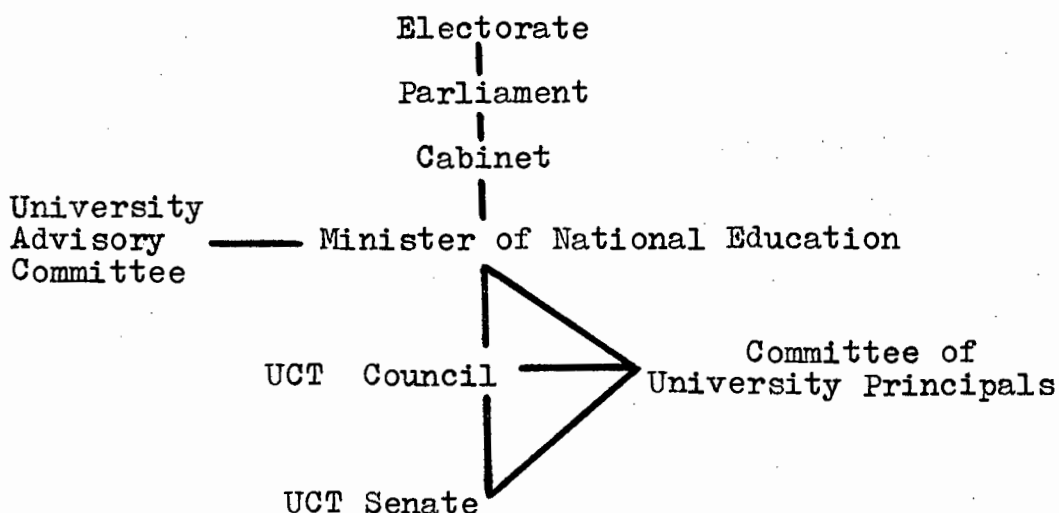 Electorate
Parliament
Cabinet
University
Advisory
Committee
Minister of National Education
UCT Council
Committee of
University Principals
UCT Senate